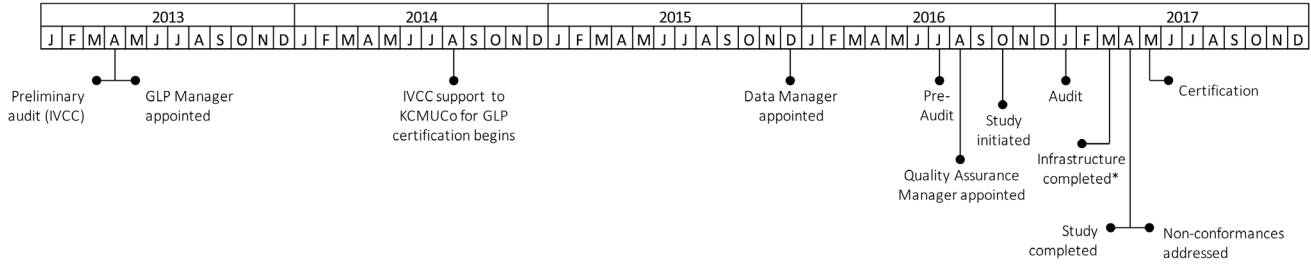 2013 2014 2015 2016 2017
J F M A M J J A S O N D J F M A M J J A S O N D J F M A M J J A S O N D J F M A M J J A S O N D J F M A M J J A S O N D
Preliminary
audit (IVCC)
GLP Manager
appointed
IVCC support to
KCMUCo for GLP
certification begins
Data Manager
appointed
Pre-
Audit
Quality Assurance
Manager appointed
Study
initiated
Audit
Infrastructure
completed*
Study
completed
Non-conformances
addressed
Certification